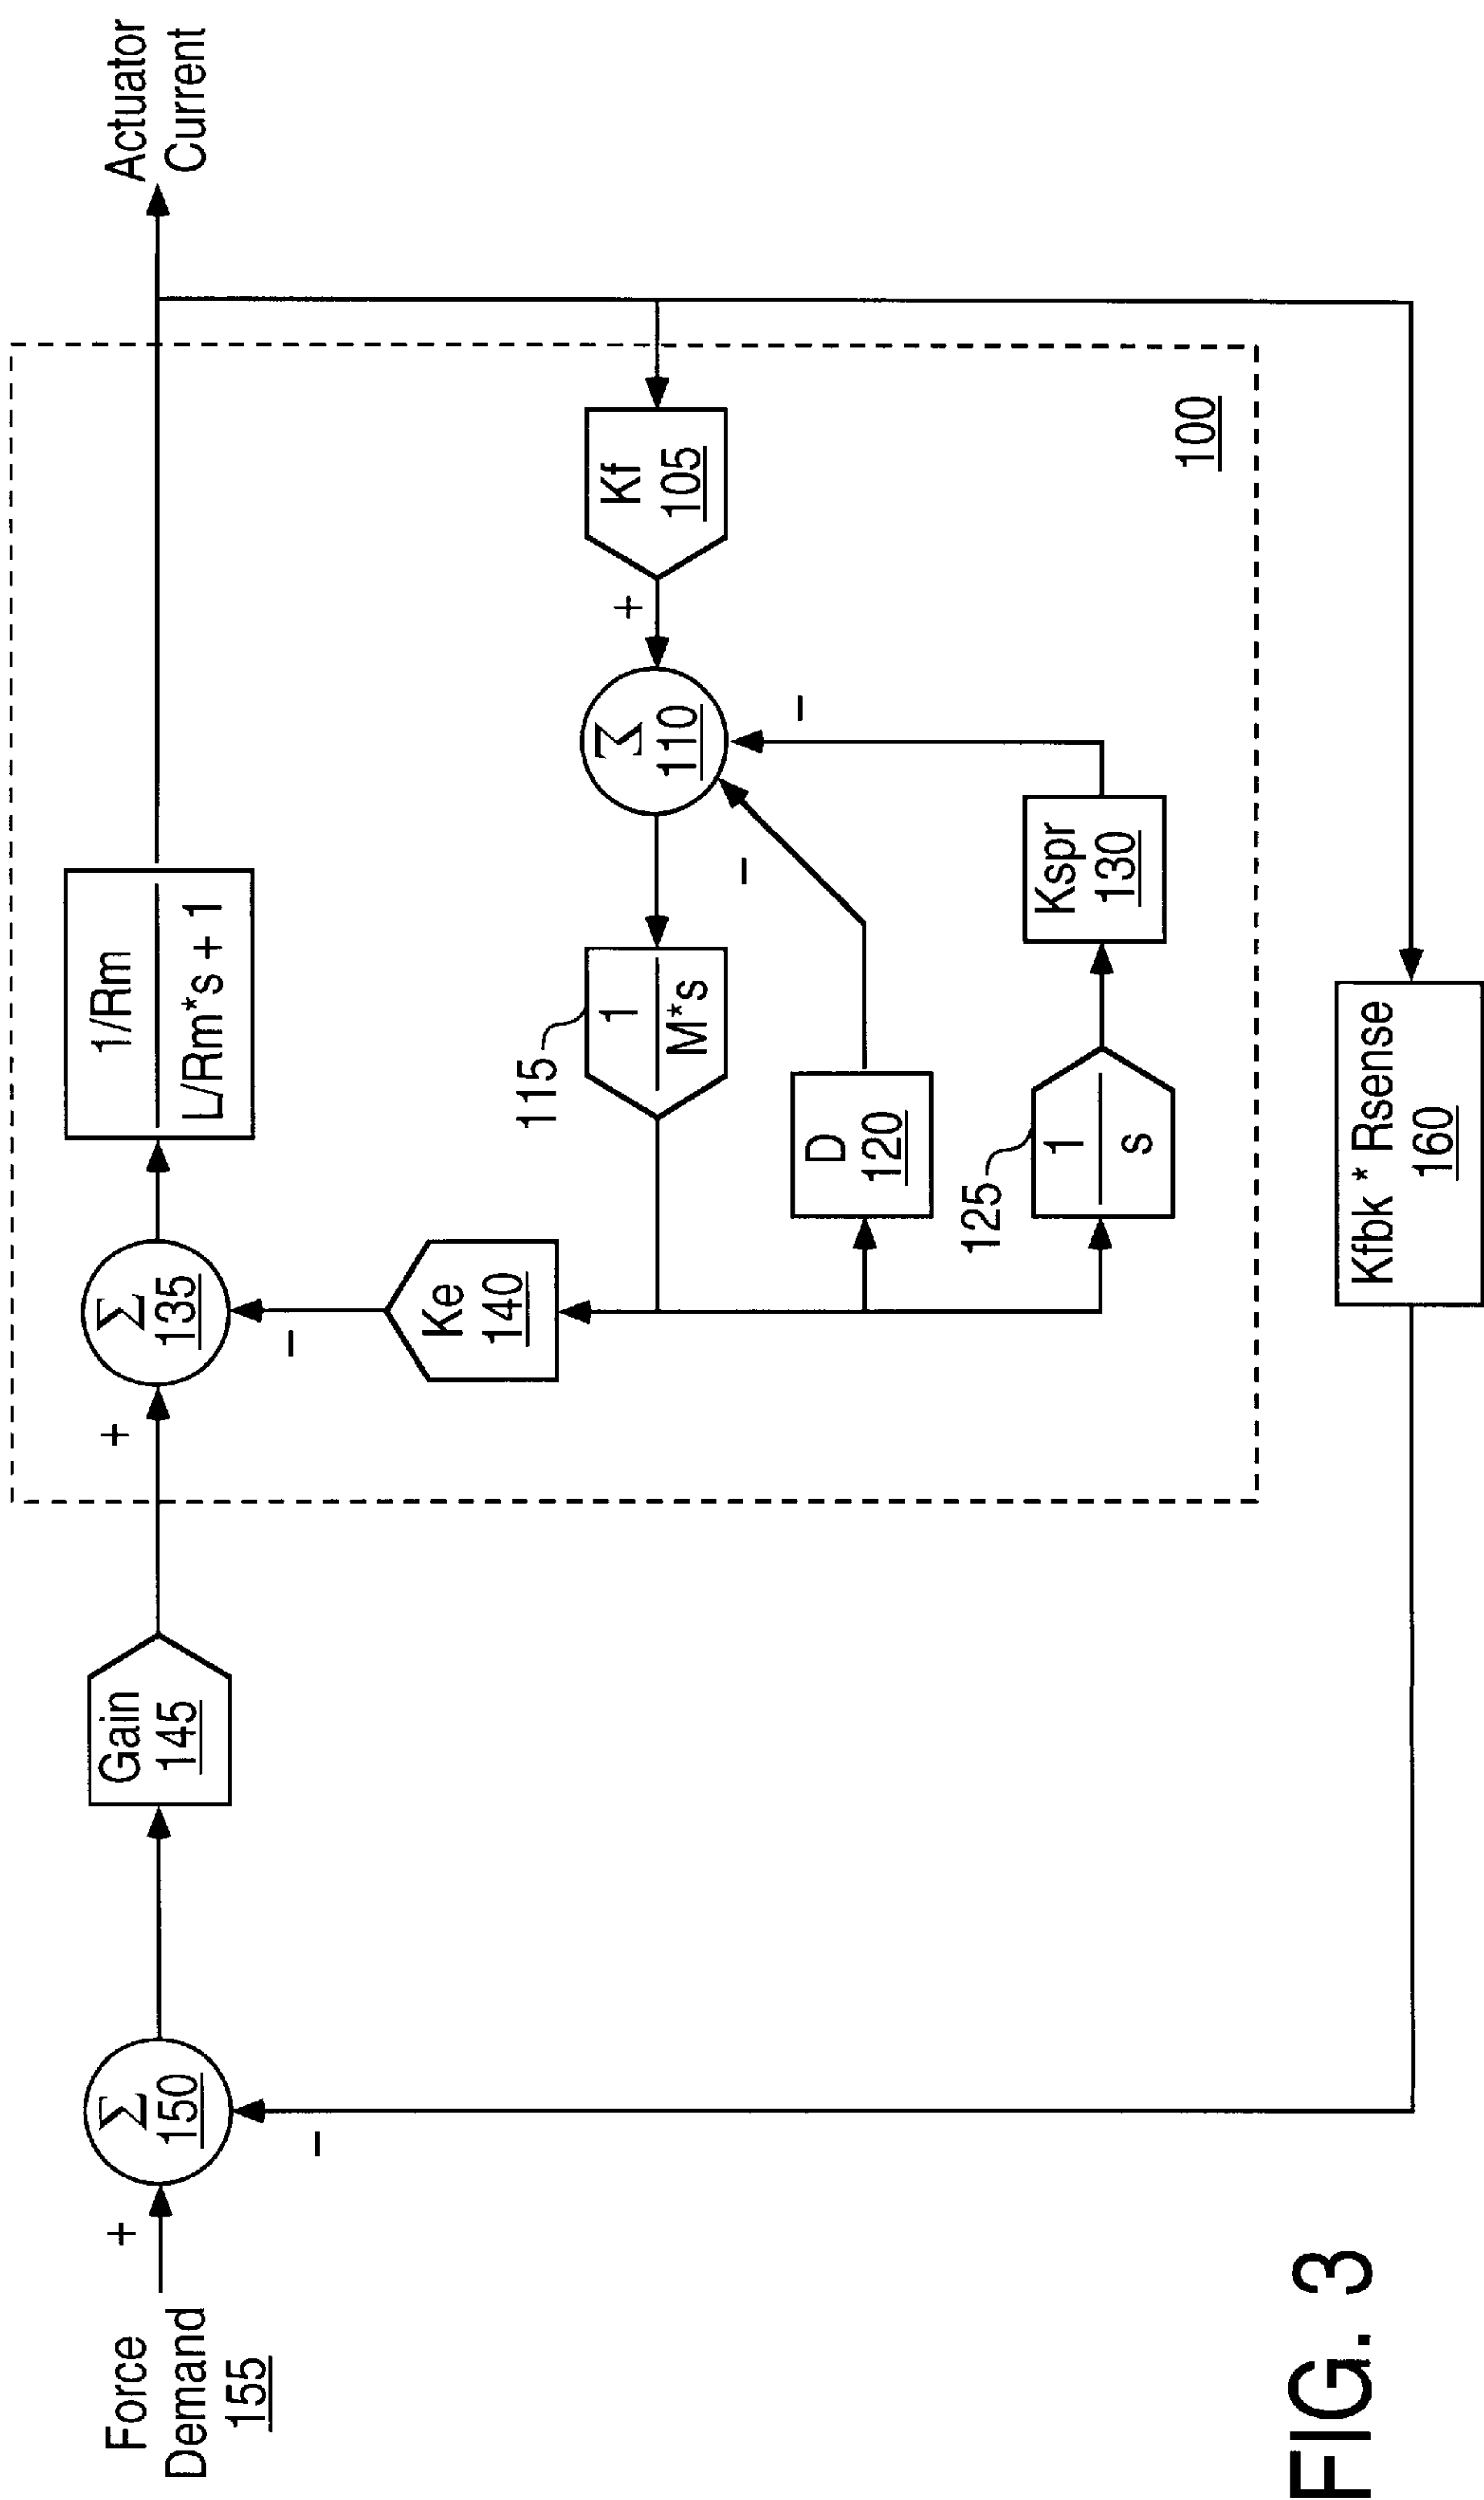 Force
Demand
155
+
Σ
150
−
Gain
145
+
Σ
135
−
1/Rm
L/Rm*s+1
Actuator
Current
Ke
140
115
1
M*s
Σ
110
+
−
−
Kf
105
D
120
125
1
s
Kspr
130
100
Kfbk * Rsense
160
FIG. 3